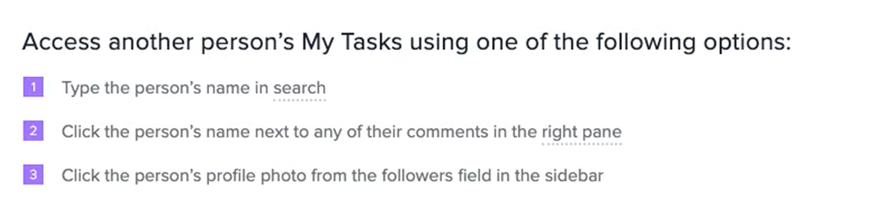 Access another person's My Tasks using one of the following options:
1 Type the person's name in search
2 Click the person's name next to any of their comments in the right pane
3 Click the person's profile photo from the followers field in the sidebar